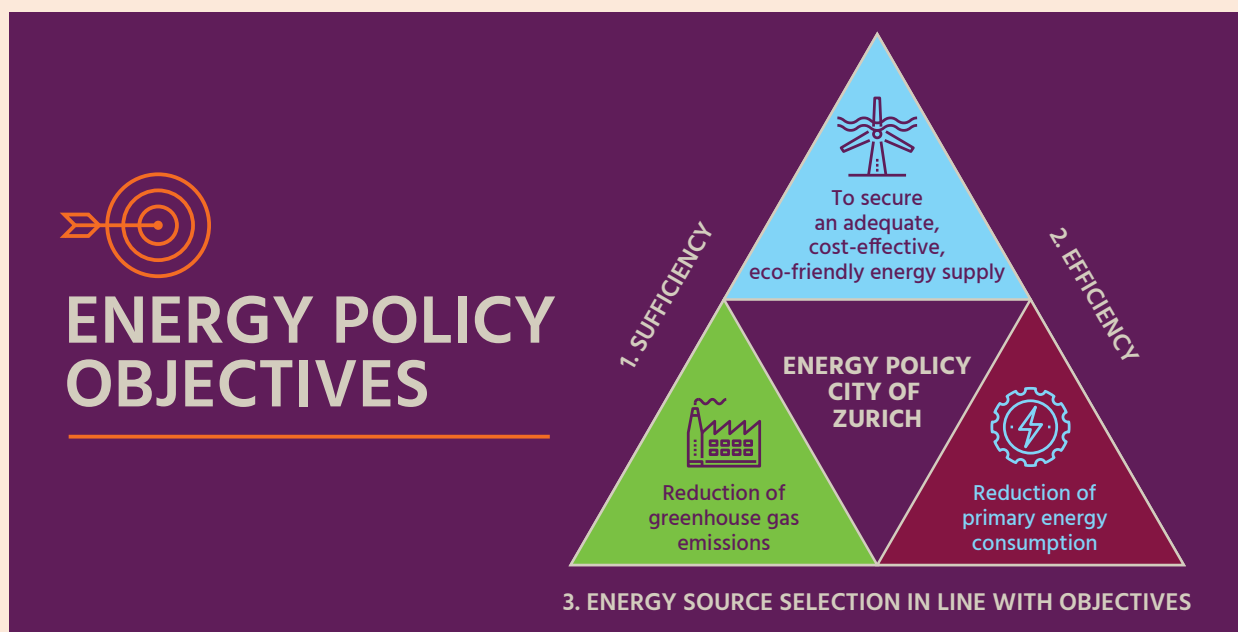 ENERGY POLICY
OBJECTIVES
1. SUFFICIENCY
2. EFFICIENCY
To secure
an adequate,
cost-effective,
eco-friendly energy supply
ENERGY POLICY
CITY OF
ZURICH
Reduction of
greenhouse gas
emissions
Reduction of
primary energy
consumption
3. ENERGY SOURCE SELECTION IN LINE WITH OBJECTIVES